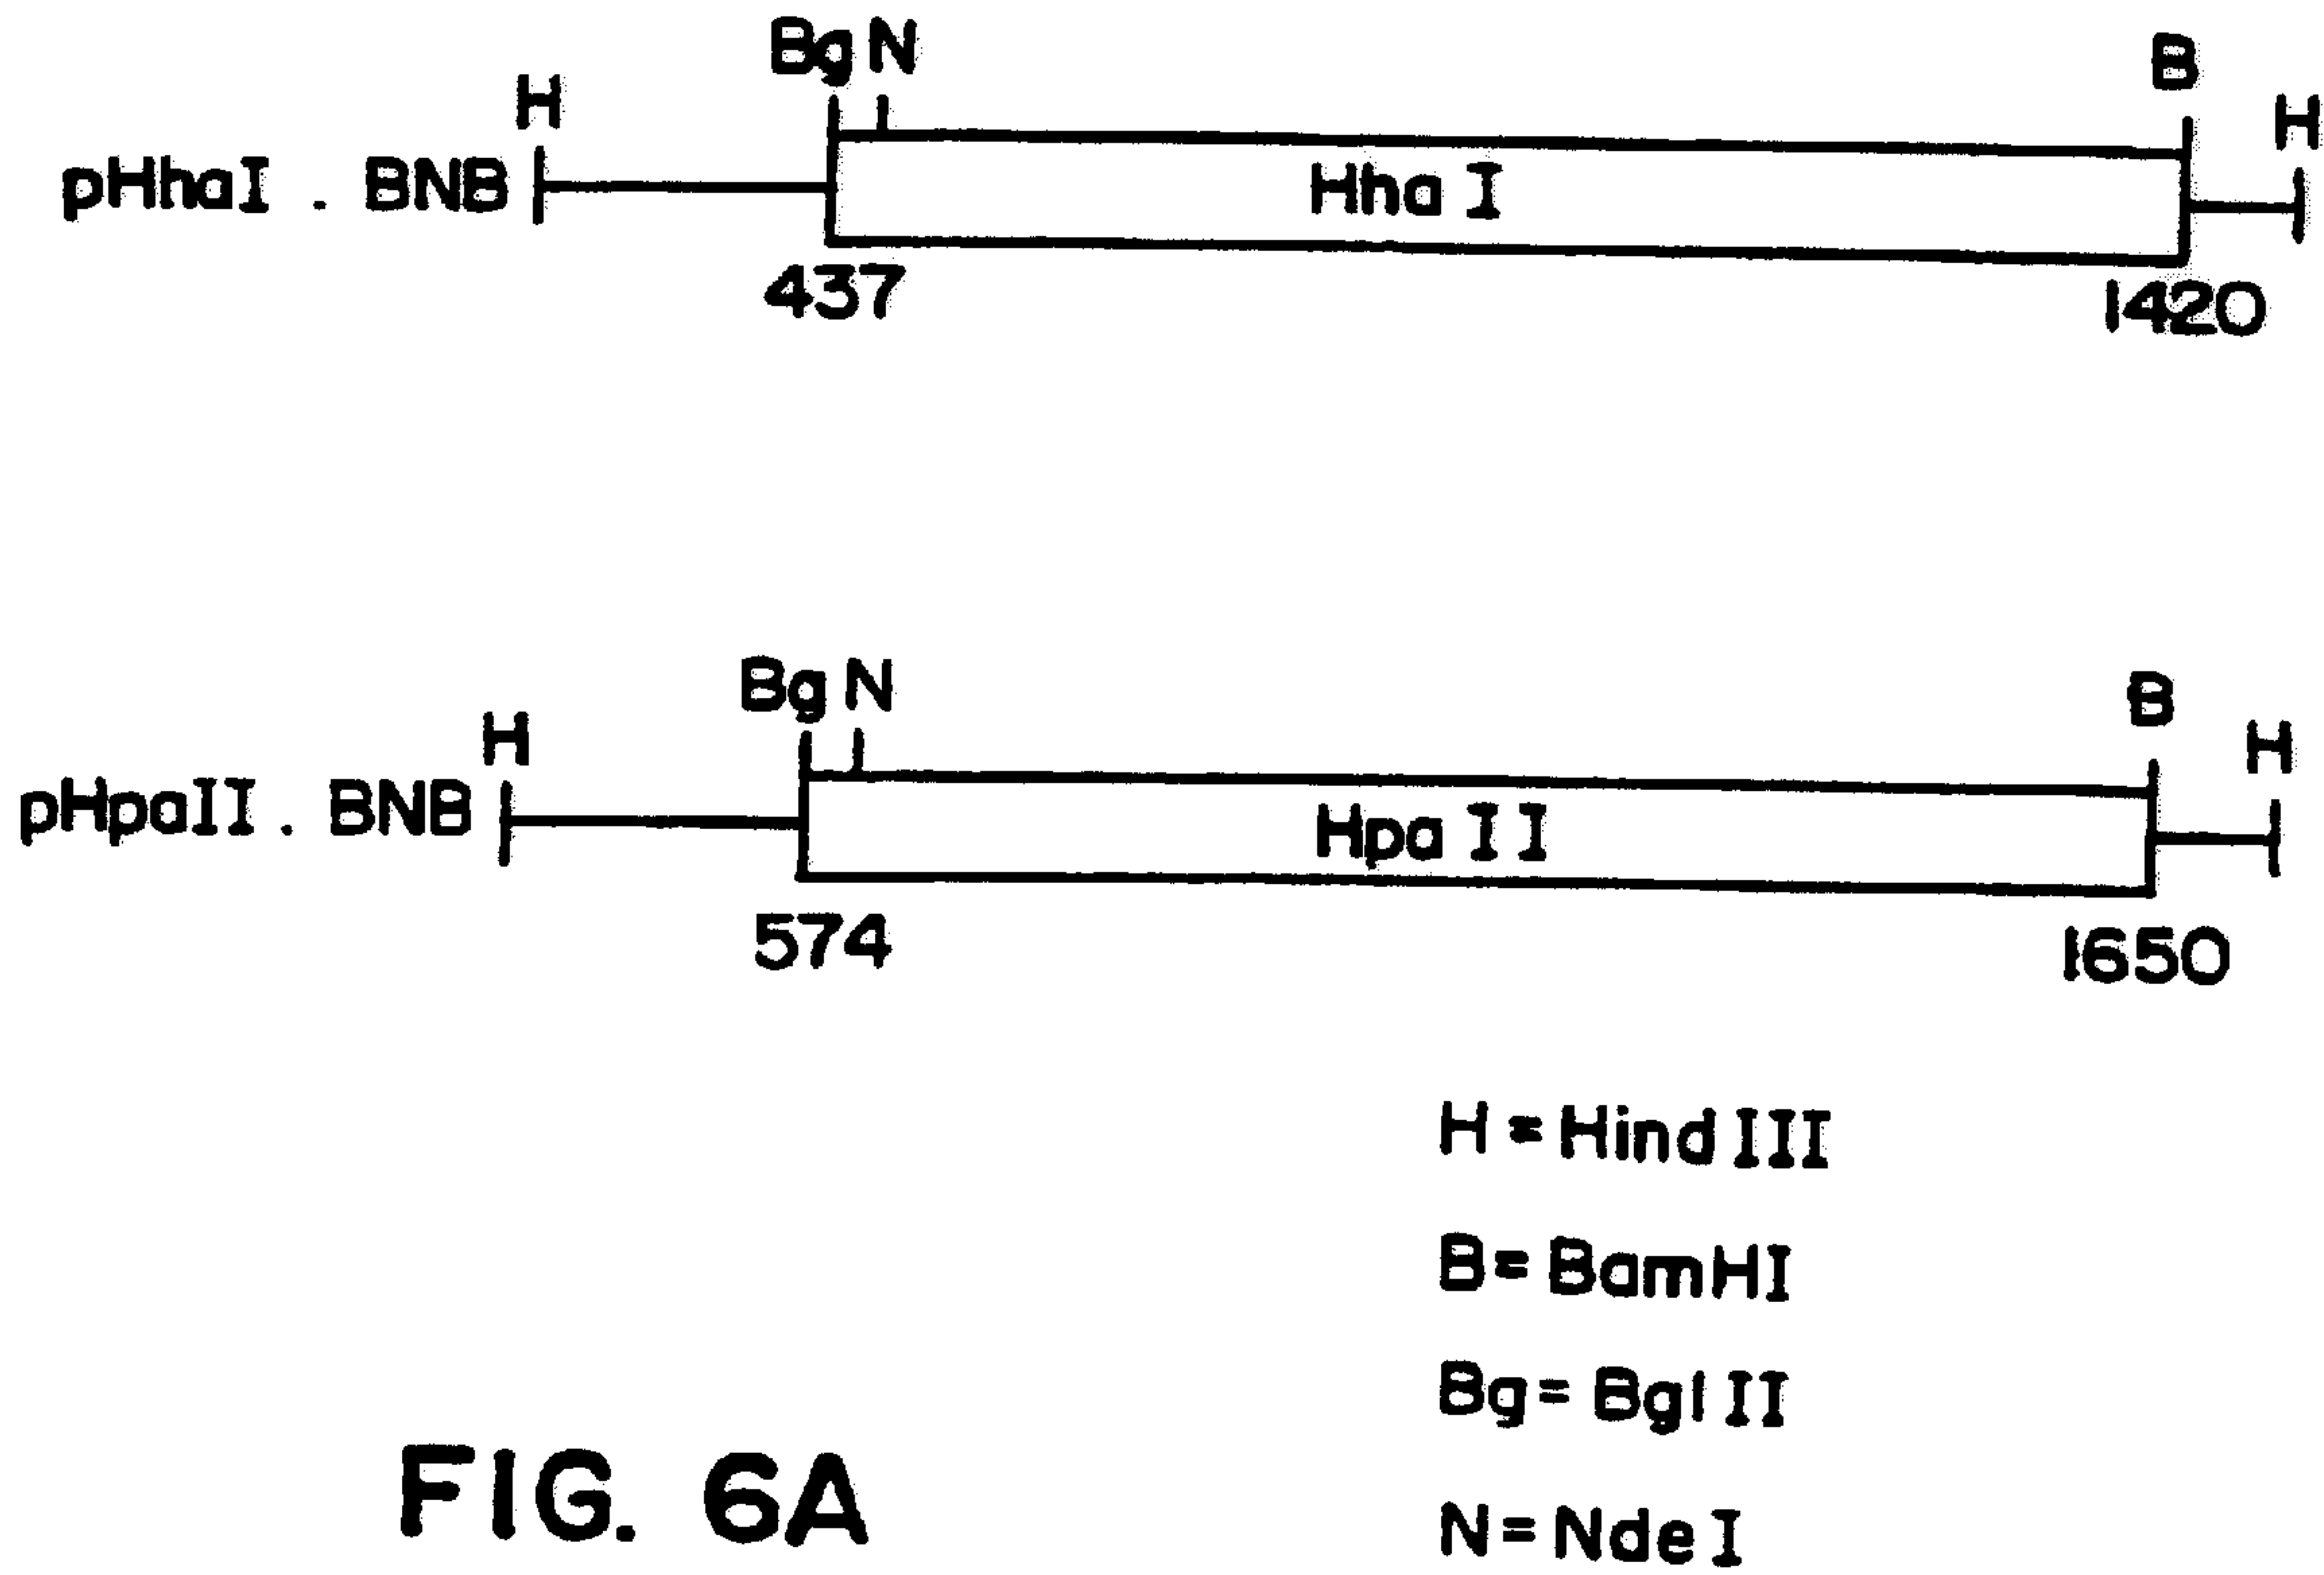 Bg N
B
H
H
pHhaI . BNB
Hha I
437
1420
Bg N
B
H
H
pHpaII . BNB
Hpa II
574
1650
H = Hind III
B = BamHI
Bg = Bgl II
N = Nde I
FIG. 6A